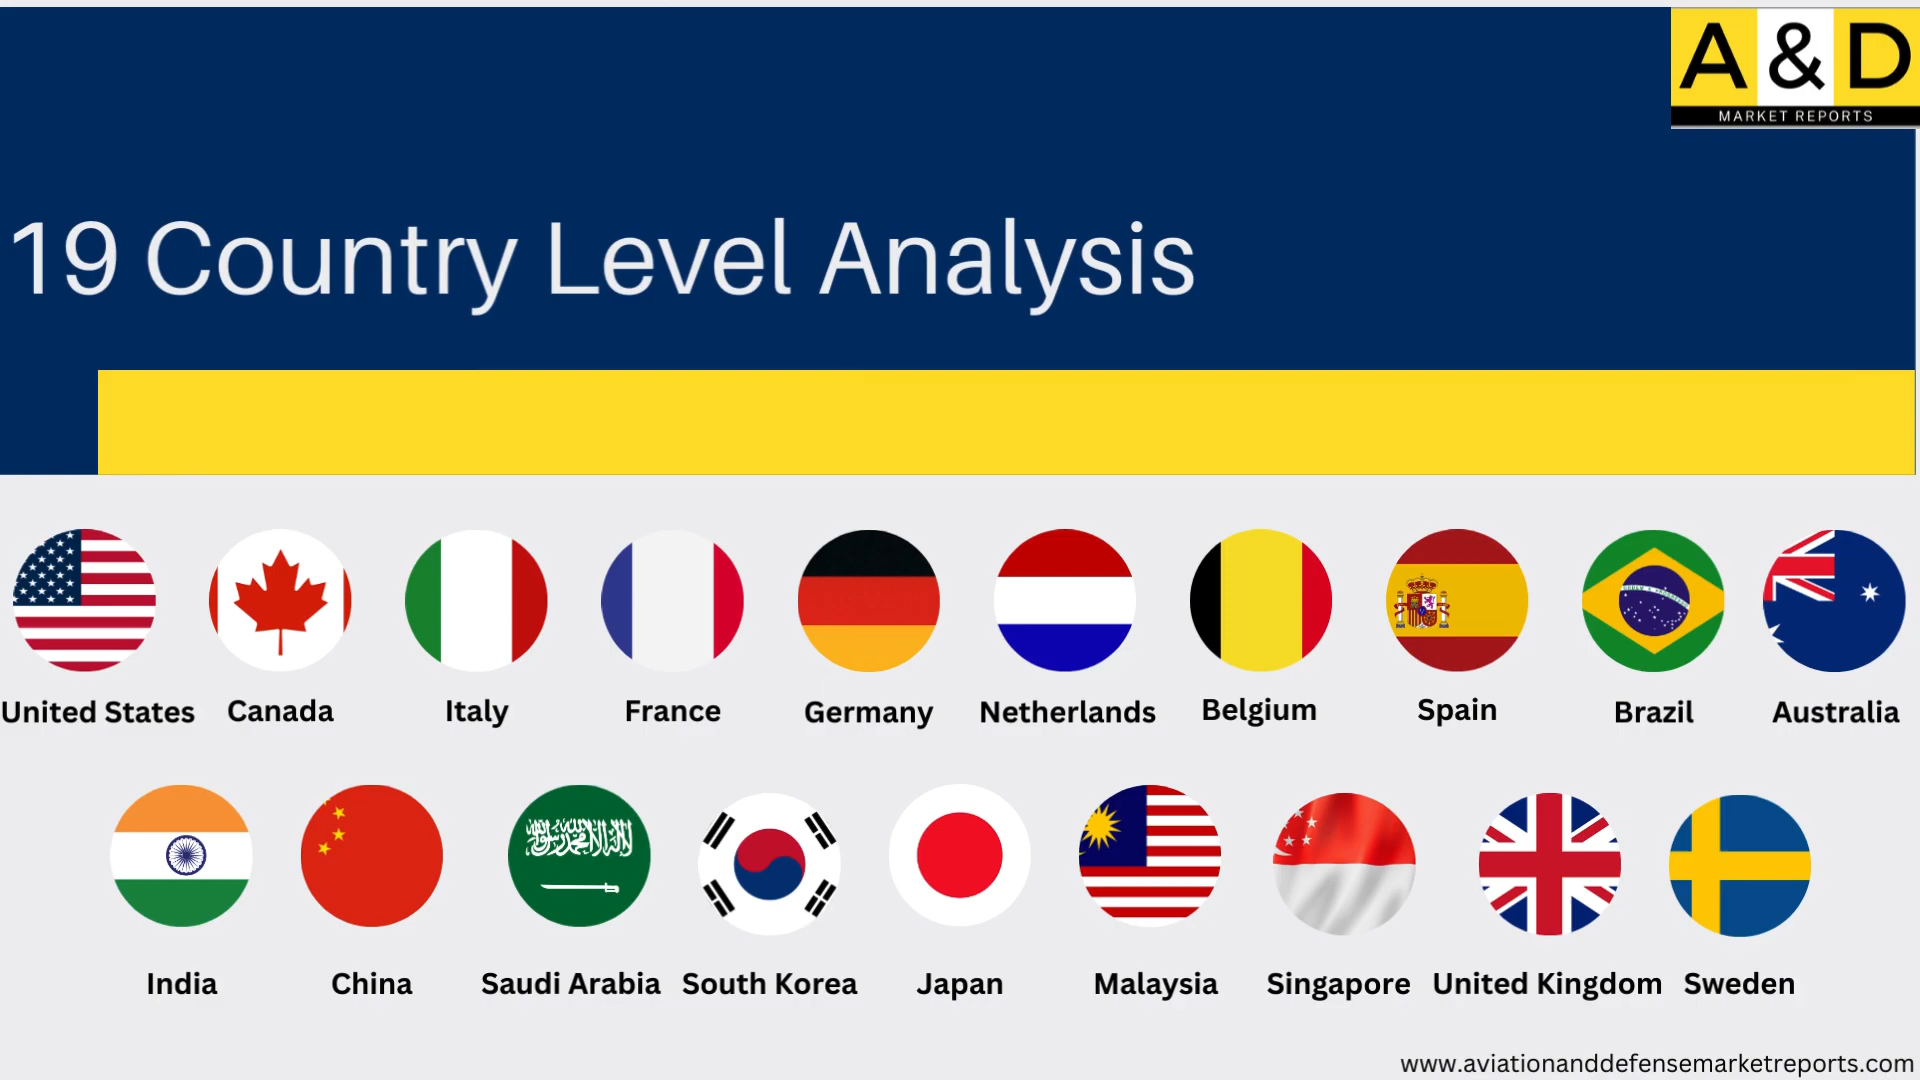 A & D
MARKET REPORTS
19 Country Level Analysis
United States Canada Italy France Germany Netherlands Belgium Spain Brazil Australia
India China Saudi Arabia South Korea Japan Malaysia Singapore United Kingdom Sweden
www.aviationanddefensemarketreports.com